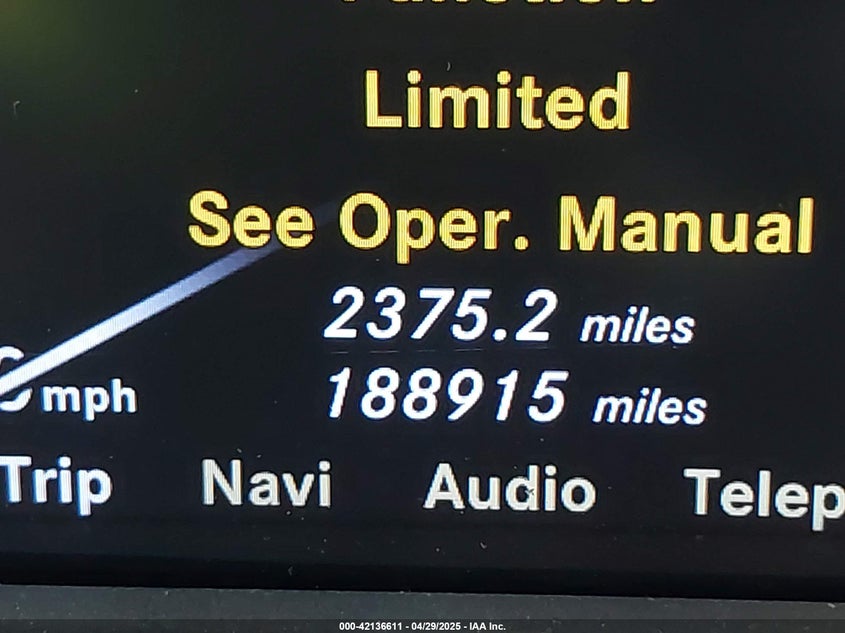 Function
Limited
See Oper. Manual
2375.2 miles
188915 miles
mph
Trip Navi Audio Telep
000-42136611 - 04/29/2025 - IAA Inc.